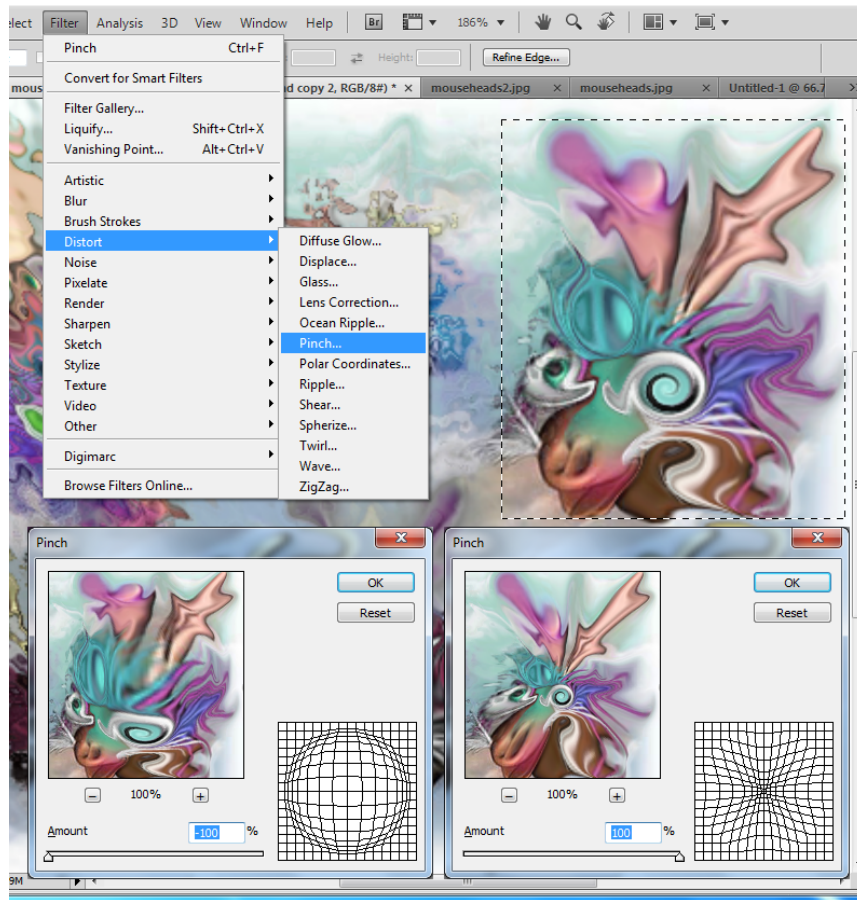 elect Filter Analysis 3D View Window Help Br 186%
Height: Refine Edge...
mous nd copy 2, RGB/8#) * × mouseheads2.jpg × mouseheads.jpg × Untitled-1 @ 66.7
Pinch Ctrl+F
Convert for Smart Filters
Filter Gallery...
Liquify... Shift+Ctrl+X
Vanishing Point... Alt+Ctrl+V
Artistic
Blur
Brush Strokes
Distort
Noise
Pixelate
Render
Sharpen
Sketch
Stylize
Texture
Video
Other
Digimarc
Browse Filters Online...
Diffuse Glow...
Displace...
Glass...
Lens Correction...
Ocean Ripple...
Pinch...
Polar Coordinates...
Ripple...
Shear...
Spherize...
Twirl...
Wave...
ZigZag...
Pinch
OK
Reset
100%
Amount -100 %
Pinch
OK
Reset
100%
Amount 100 %
9M